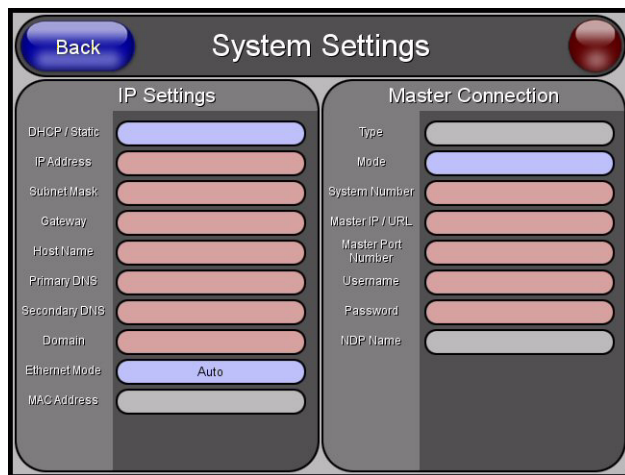 Back
System Settings
IP Settings
DHCP / Static
IP Address
Subnet Mask
Gateway
Host Name
Primary DNS
Secondary DNS
Domain
Ethernet Mode
Auto
MAC Address
Master Connection
Type
Mode
System Number
Master IP / URL
Master Port
Number
Username
Password
NDP Name